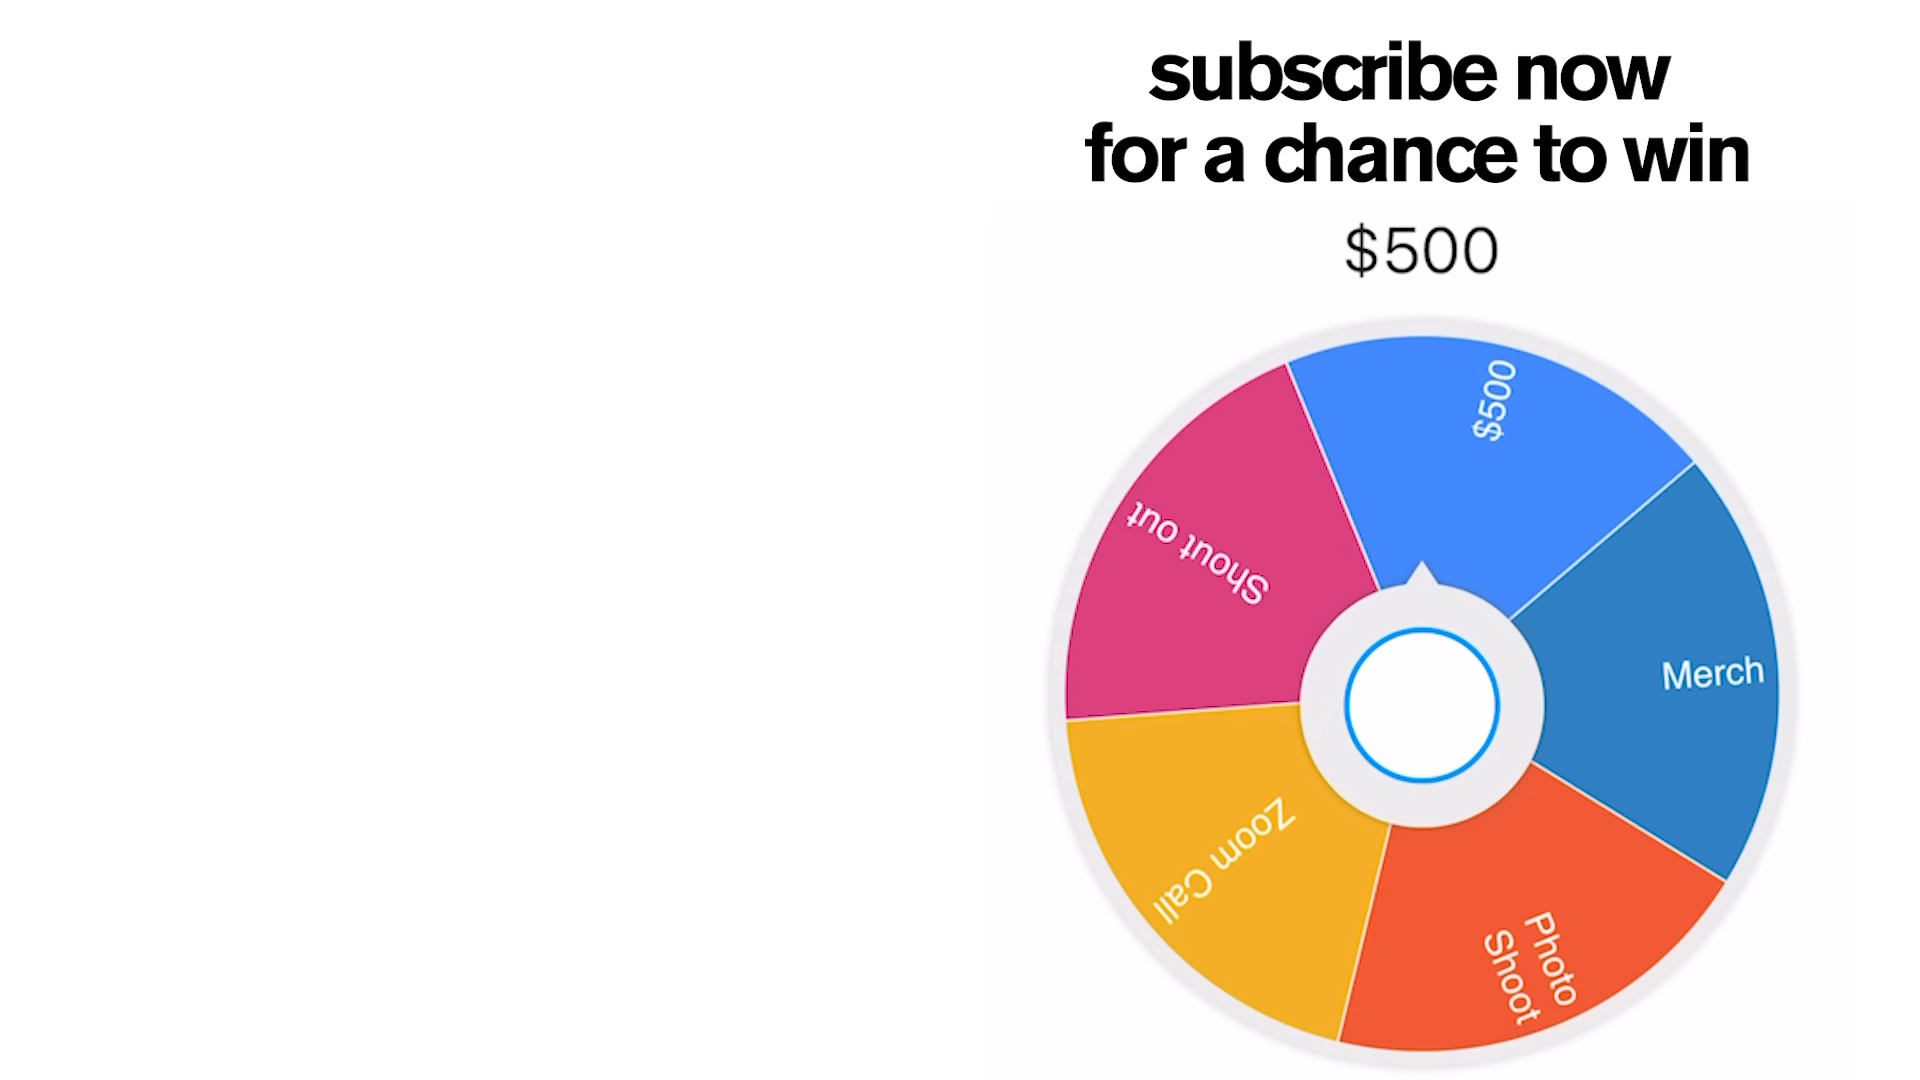 subscribe now
for a chance to win
$500
$500
Shout out
Merch
Zoom Call
Photo
Shoot